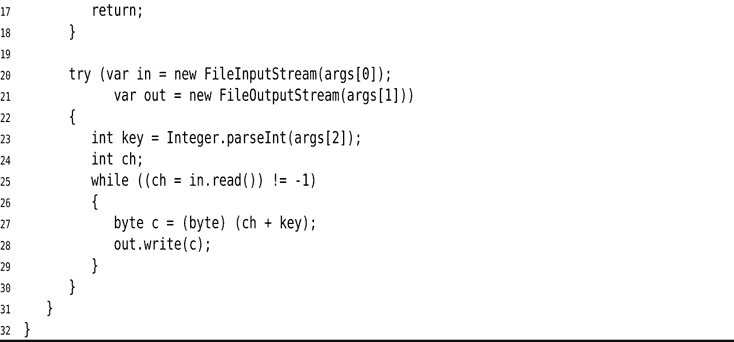 17 return;
18 }
19
20 try (var in = new FileInputStream(args[0]);
21 var out = new FileOutputStream(args[1]))
22 {
23 int key = Integer.parseInt(args[2]);
24 int ch;
25 while ((ch = in.read()) != -1)
26 {
27 byte c = (byte) (ch + key);
28 out.write(c);
29 }
30 }
31 }
32 }